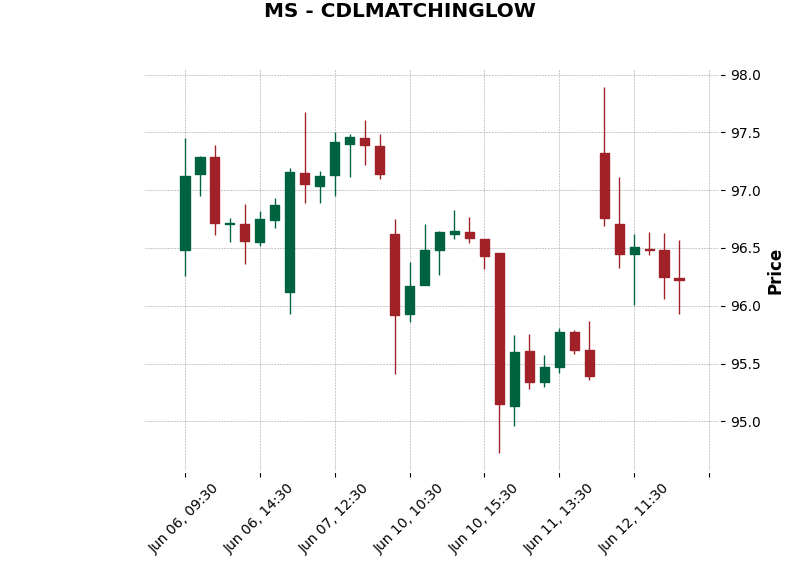 MS - CDLMATCHINGLOW
98.0
97.5
97.0
96.5
96.0
95.5
95.0
Price
Jun 06, 09:30
Jun 06, 14:30
Jun 07, 12:30
Jun 10, 10:30
Jun 10, 15:30
Jun 11, 13:30
Jun 12, 11:30